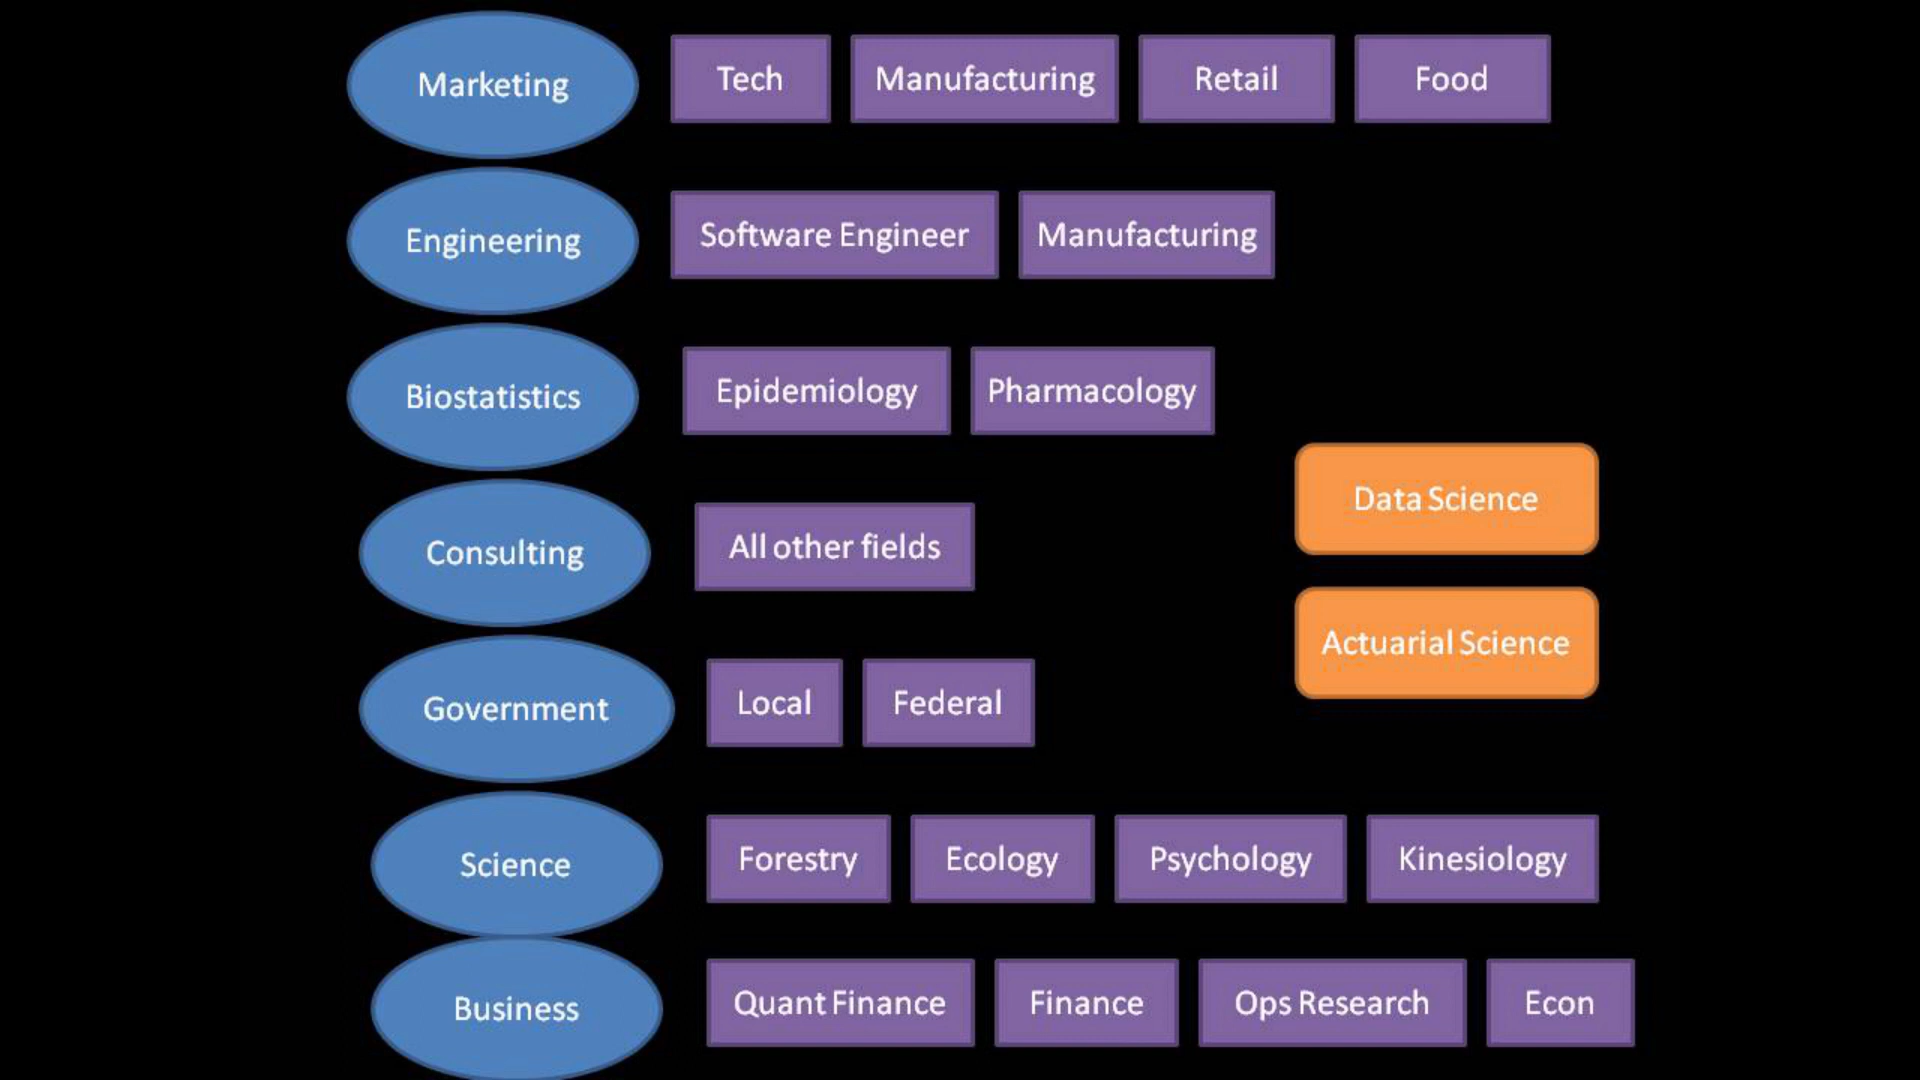 Marketing
Tech
Manufacturing
Retail
Food
Engineering
Software Engineer
Manufacturing
Biostatistics
Epidemiology
Pharmacology
Data Science
Consulting
All other fields
Actuarial Science
Government
Local
Federal
Science
Forestry
Ecology
Psychology
Kinesiology
Business
Quant Finance
Finance
Ops Research
Econ